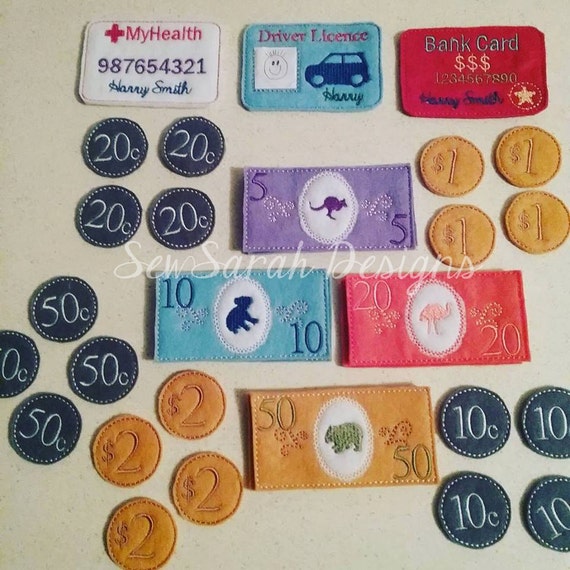 MyHealth
987654321
Harry Smith
Driver Licence
Harry
Bank Card
$$$
1234567890
Harry Smith
20c
20c
20c
20c
5
5
$1
$1
$1
$1
SewSarah Designs
50c
50c
50c
50c
10
10
20
20
$2
$2
$2
$2
50
50
10c
10c
10c
10c